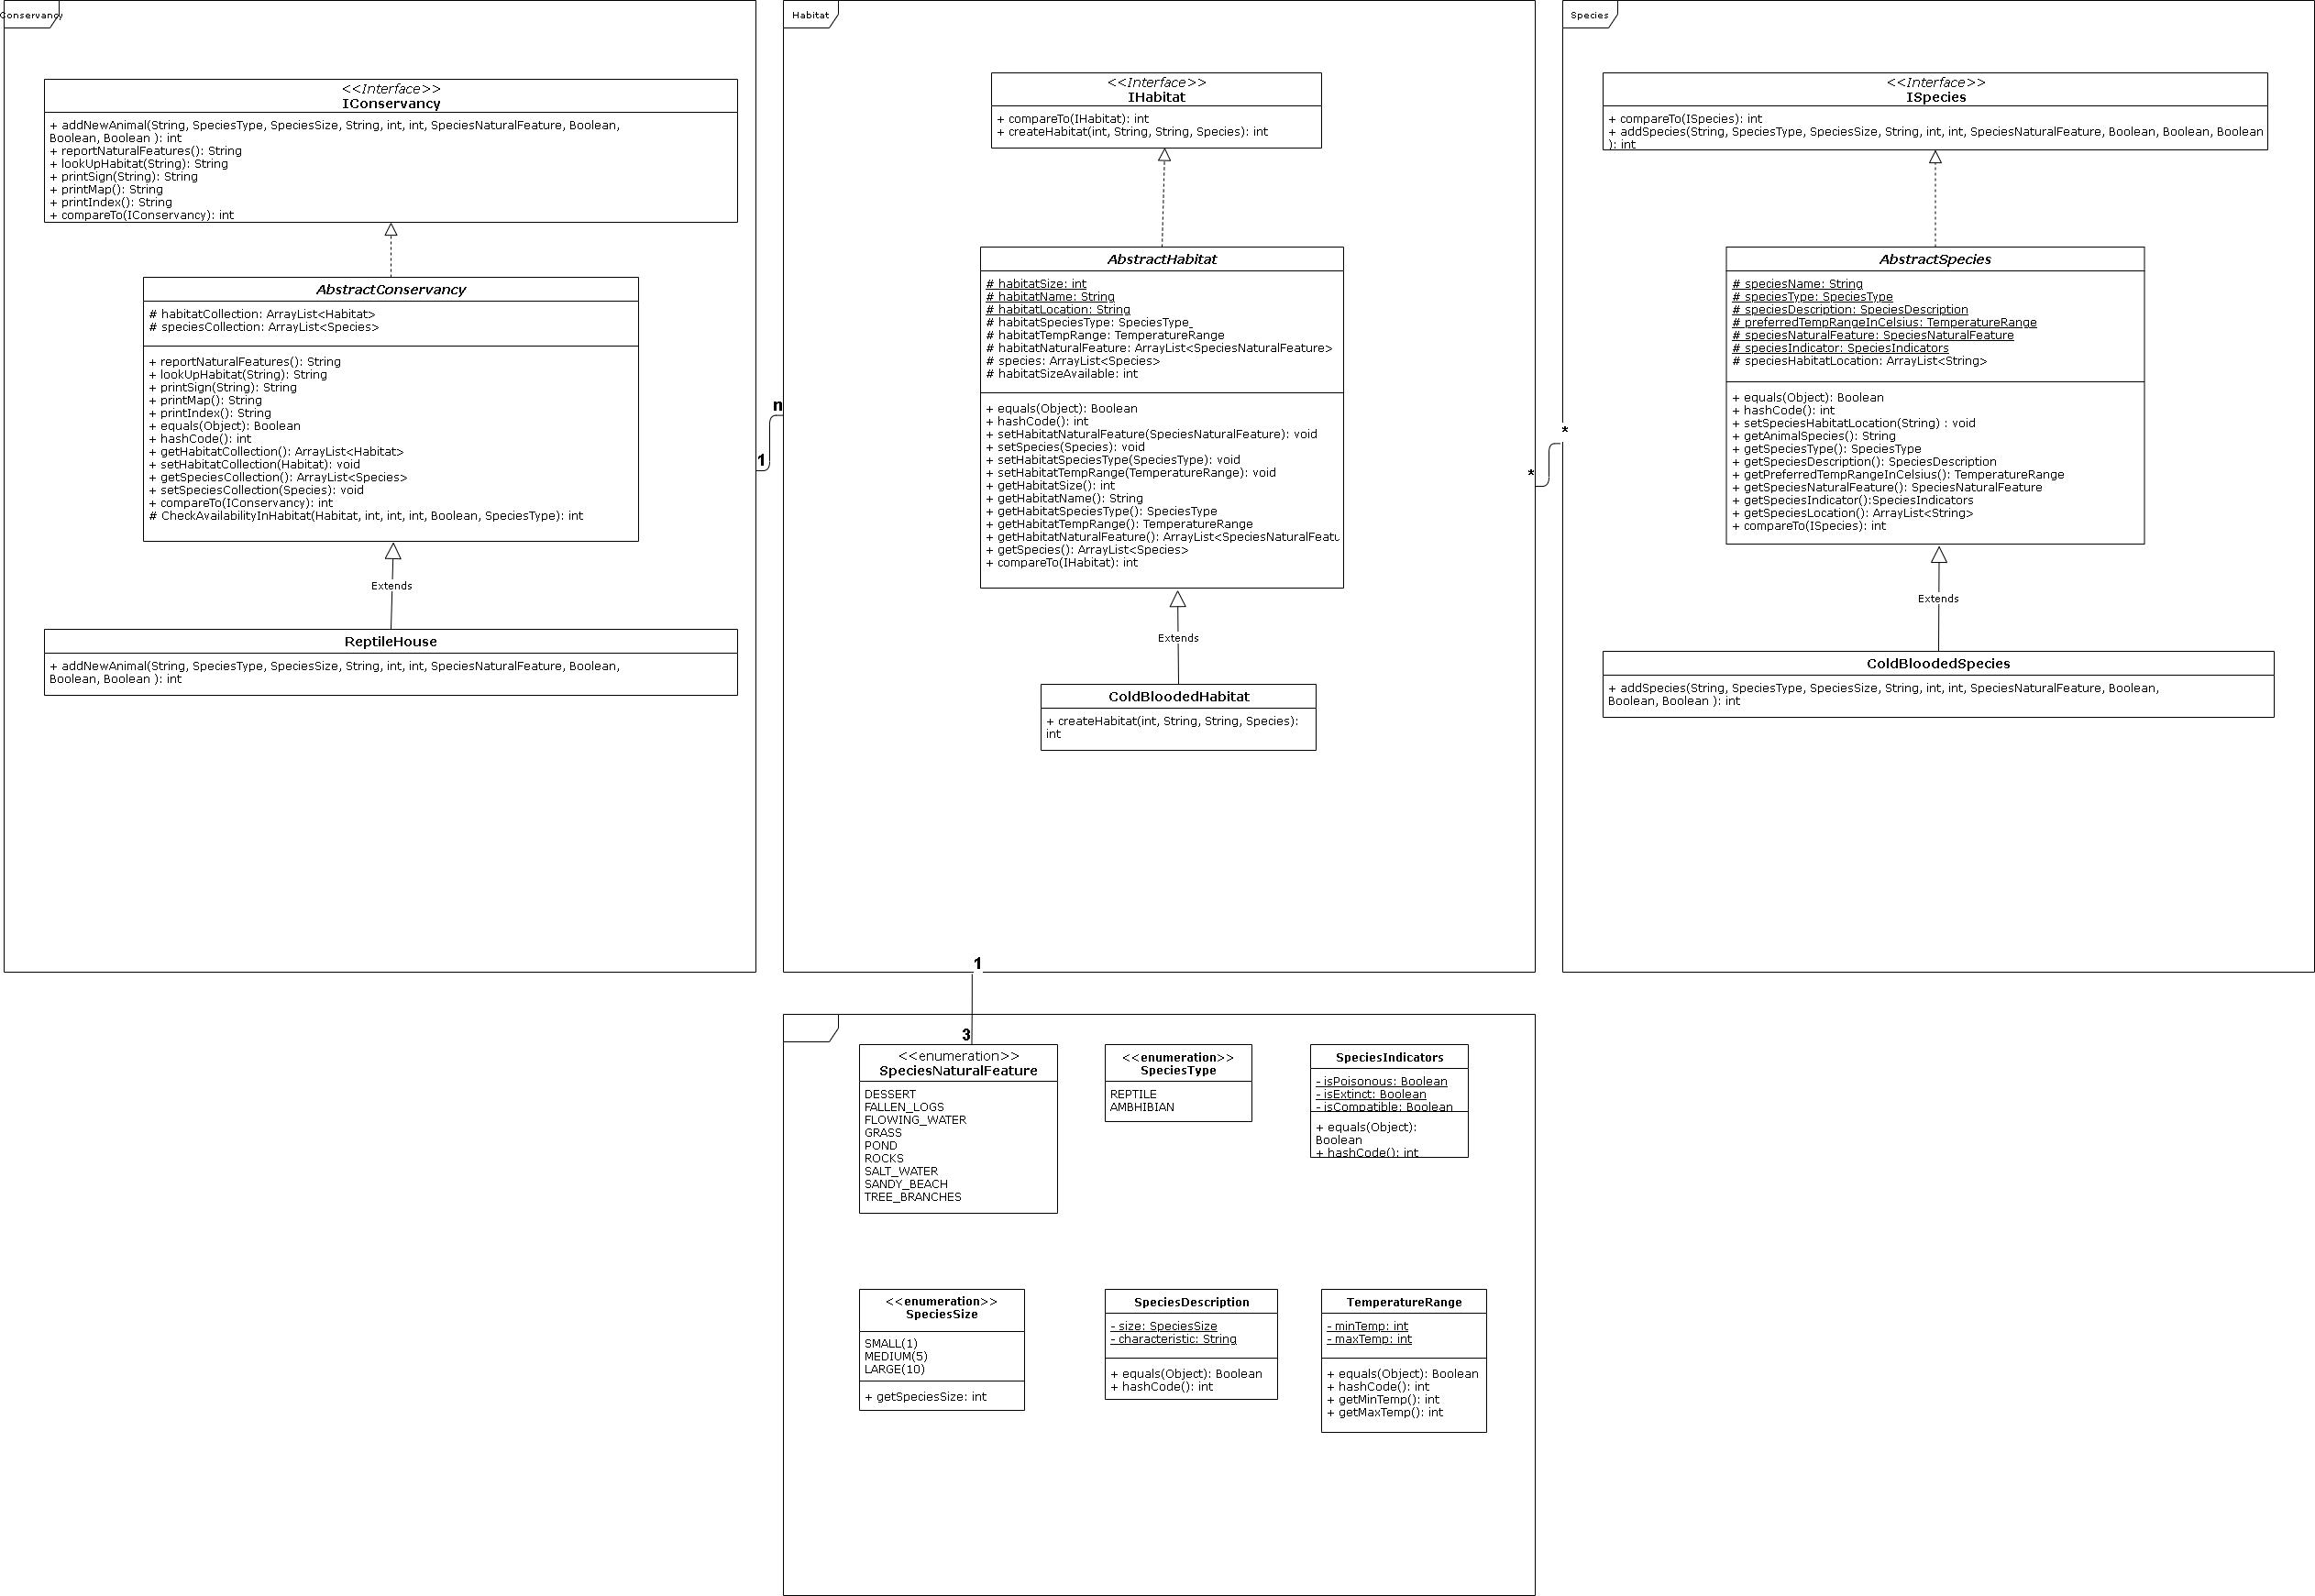 Conservancy
<<Interface>>
IConservancy
+ addNewAnimal(String, SpeciesType, SpeciesSize, String, int, int, SpeciesNaturalFeature, Boolean,
Boolean, Boolean ): int
+ reportNaturalFeatures(): String
+ lookUpHabitat(String): String
+ printSign(String): String
+ printMap(): String
+ printIndex(): String
+ compareTo(IConservancy): int
AbstractConservancy
# habitatCollection: ArrayList<Habitat>
# speciesCollection: ArrayList<Species>
+ reportNaturalFeatures(): String
+ lookUpHabitat(String): String
+ printSign(String): String
+ printMap(): String
+ printIndex(): String
+ equals(Object): Boolean
+ hashCode(): int
+ getHabitatCollection(): ArrayList<Habitat>
+ setHabitatCollection(Habitat): void
+ getSpeciesCollection(): ArrayList<Species>
+ setSpeciesCollection(Species): void
+ compareTo(IConservancy): int
# CheckAvailabilityInHabitat(Habitat, int, int, int, Boolean, SpeciesType): int
Extends
ReptileHouse
+ addNewAnimal(String, SpeciesType, SpeciesSize, String, int, int, SpeciesNaturalFeature, Boolean,
Boolean, Boolean ): int
1
n
Habitat
<<Interface>>
IHabitat
+ compareTo(IHabitat): int
+ createHabitat(int, String, String, Species): int
AbstractHabitat
# habitatSize: int
# habitatName: String
# habitatLocation: String
# habitatSpeciesType: SpeciesType
# habitatTempRange: TemperatureRange
# habitatNaturalFeature: ArrayList<SpeciesNaturalFeature>
# species: ArrayList<Species>
# habitatSizeAvailable: int
+ equals(Object): Boolean
+ hashCode(): int
+ setHabitatNaturalFeature(SpeciesNaturalFeature): void
+ setSpecies(Species): void
+ setHabitatSpeciesType(SpeciesType): void
+ setHabitatTempRange(TemperatureRange): void
+ getHabitatSize(): int
+ getHabitatName(): String
+ getHabitatSpeciesType(): SpeciesType
+ getHabitatTempRange(): TemperatureRange
+ getHabitatNaturalFeature(): ArrayList<SpeciesNaturalFeatu
+ getSpecies(): ArrayList<Species>
+ compareTo(IHabitat): int
Extends
ColdBloodedHabitat
+ createHabitat(int, String, String, Species):
int
*
*
Species
<<Interface>>
ISpecies
+ compareTo(ISpecies): int
+ addSpecies(String, SpeciesType, SpeciesSize, String, int, int, SpeciesNaturalFeature, Boolean, Boolean, Boolean
): int
AbstractSpecies
# speciesName: String
# speciesType: SpeciesType
# speciesDescription: SpeciesDescription
# preferredTempRangeInCelsius: TemperatureRange
# speciesNaturalFeature: SpeciesNaturalFeature
# speciesIndicator: SpeciesIndicators
# speciesHabitatLocation: ArrayList<String>
+ equals(Object): Boolean
+ hashCode(): int
+ setSpeciesHabitatLocation(String) : void
+ getAnimalSpecies(): String
+ getSpeciesType(): SpeciesType
+ getSpeciesDescription(): SpeciesDescription
+ getPreferredTempRangeInCelsius(): TemperatureRange
+ getSpeciesNaturalFeature(): SpeciesNaturalFeature
+ getSpeciesIndicator():SpeciesIndicators
+ getSpeciesLocation(): ArrayList<String>
+ compareTo(ISpecies): int
Extends
ColdBloodedSpecies
+ addSpecies(String, SpeciesType, SpeciesSize, String, int, int, SpeciesNaturalFeature, Boolean,
Boolean, Boolean ): int
1
3
<<enumeration>>
SpeciesNaturalFeature
DESSERT
FALLEN_LOGS
FLOWING_WATER
GRASS
POND
ROCKS
SALT_WATER
SANDY_BEACH
TREE_BRANCHES
<<enumeration>>
SpeciesType
REPTILE
AMBHIBIAN
SpeciesIndicators
- isPoisonous: Boolean
- isExtinct: Boolean
- isCompatible: Boolean
+ equals(Object):
Boolean
+ hashCode(): int
<<enumeration>>
SpeciesSize
SMALL(1)
MEDIUM(5)
LARGE(10)
+ getSpeciesSize: int
SpeciesDescription
- size: SpeciesSize
- characteristic: String
+ equals(Object): Boolean
+ hashCode(): int
TemperatureRange
- minTemp: int
- maxTemp: int
+ equals(Object): Boolean
+ hashCode(): int
+ getMinTemp(): int
+ getMaxTemp(): int